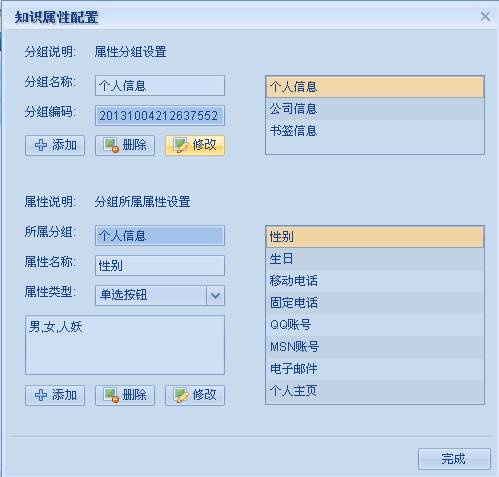 知识属性配置
分组说明: 属性分组设置
分组名称: 个人信息
分组编码: 20131004212637552
添加 删除 修改
个人信息
公司信息
书签信息
属性说明: 分组所属属性设置
所属分组: 个人信息
属性名称: 性别
属性类型: 单选按钮
男,女,人妖
添加 删除 修改
性别
生日
移动电话
固定电话
QQ账号
MSN账号
电子邮件
个人主页
完成